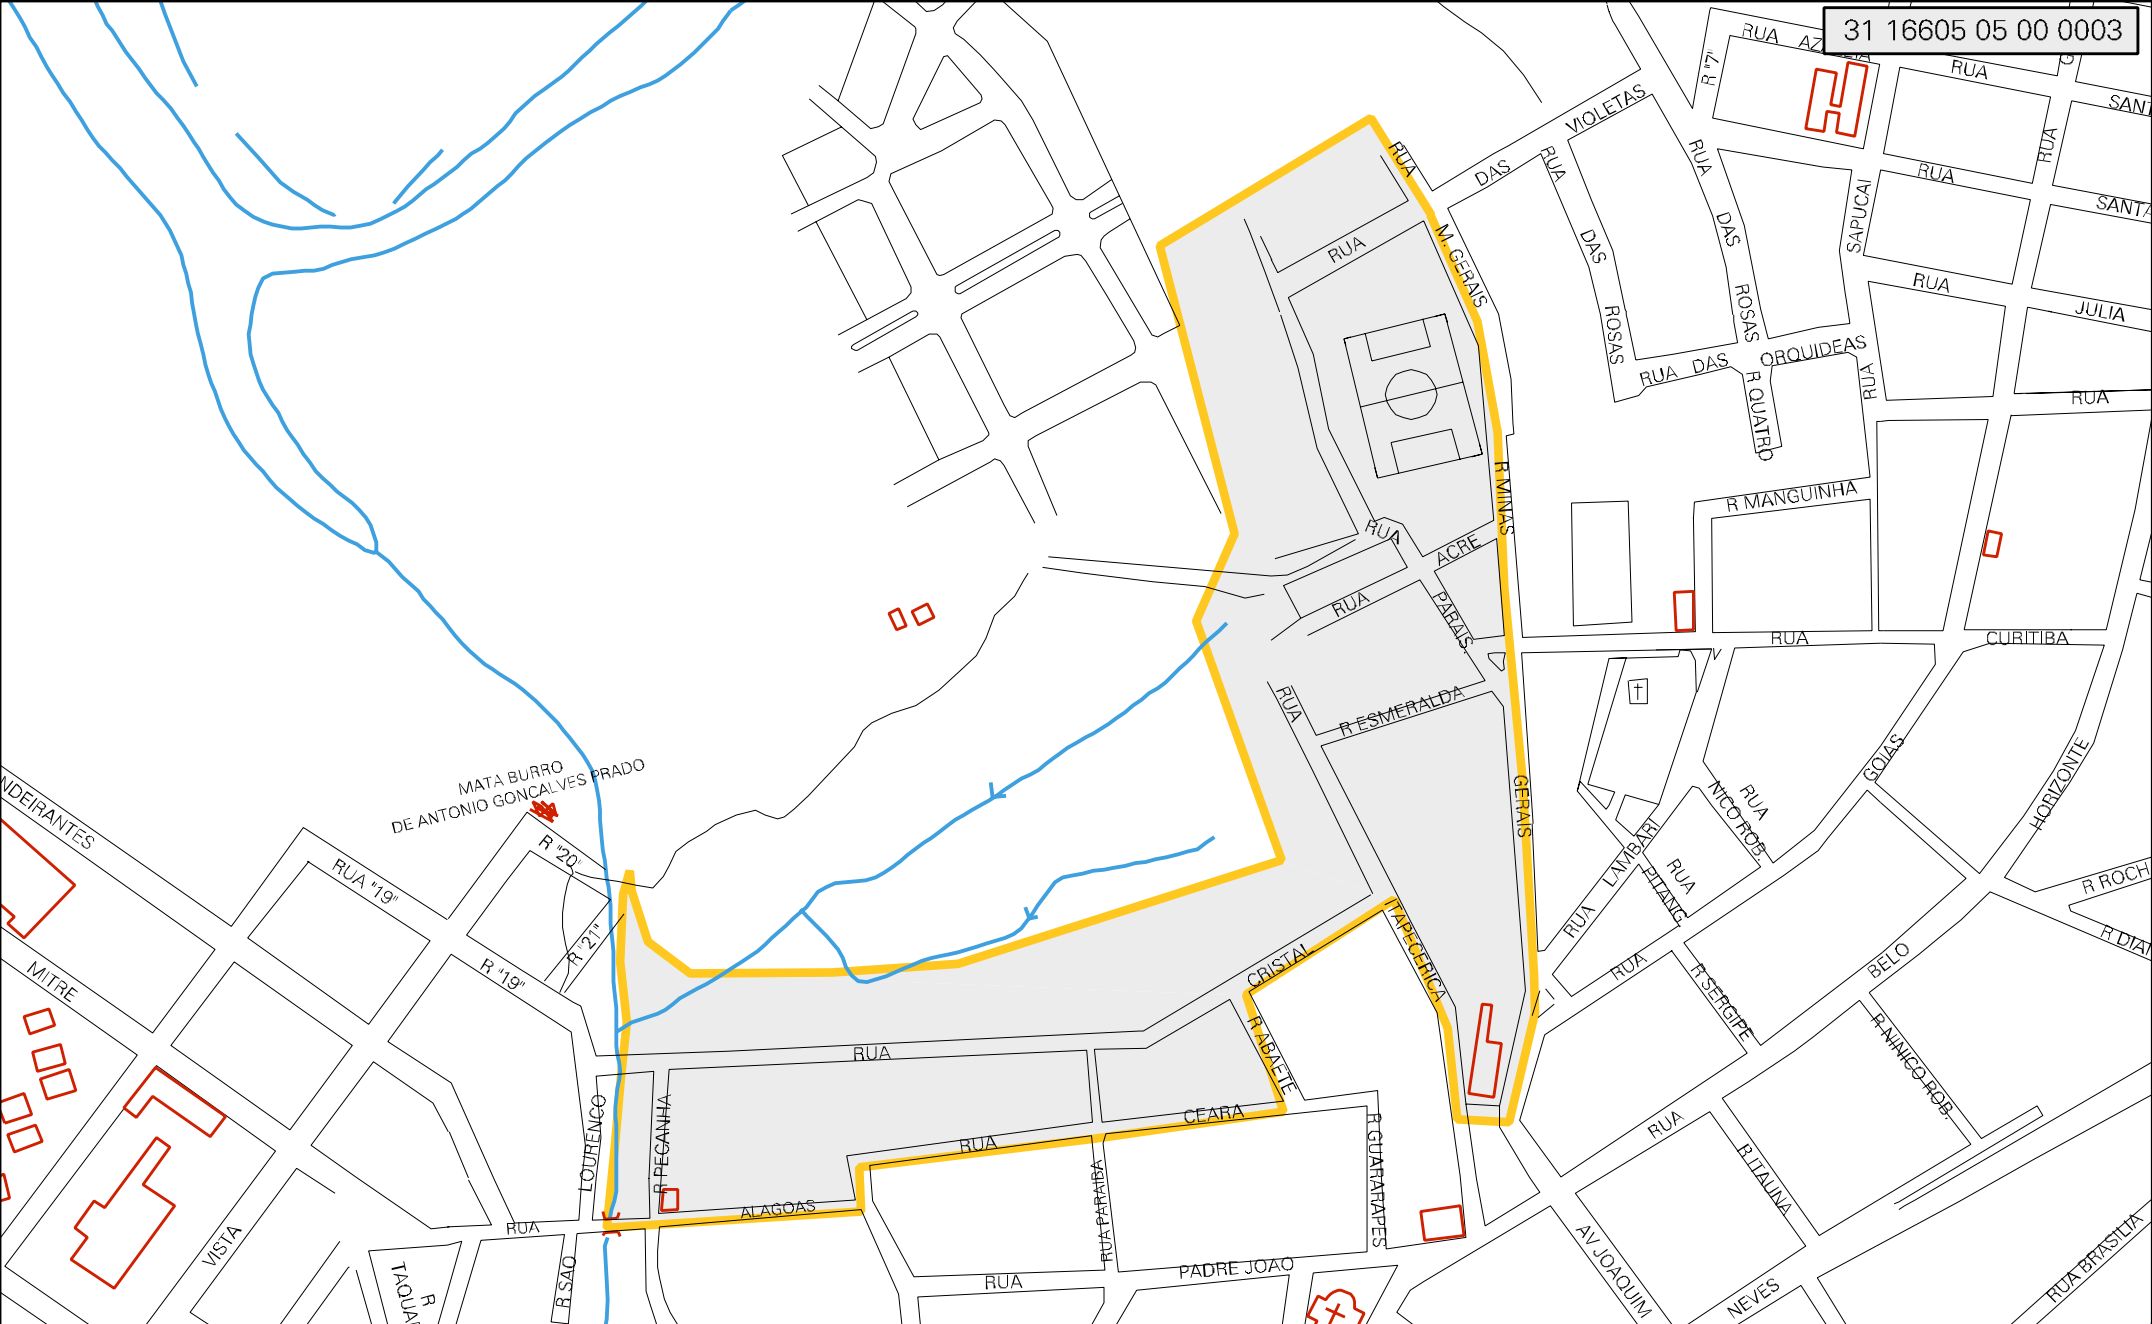 31 16605 05 00 0003
RUA
RUA
R "7"
SANT
VIOLETAS
DAS
RUA
RUA
RUA
RUA
RUA
SAPUCAI
SANTA
M. GERAIS
RUA
DAS
DAS
RUA
JULIA
ROSAS
ROSAS
ORQUIDEAS
RUA DAS
RUA
R QUATRO
RUA
R MINAS
R MANGUINHA
RUA
ACRE
RUA
PARAIS.
RUA
CURITIBA
RUA
R ESMERALDA
GERAIS
GOIAS
HORIZONTE
RUA
NICO ROB.
MATA BURRO
DE ANTONIO GONCALVES PRADO
NDEIRANTES
RUA "19"
R "20"
R "21"
R "19"
MITRE
LAMBARI
RUA
RUA
PITANG
R ROCH
R DIA
BELO
RUA
R SERGIPE
R NINICO ROB.
CRISTAL
ITAPECERICA
R ABAETE
RUA
CEARA
RUA
R GUARARAPES
LOURENCO
R PECANHA
RUA PARAIBA
ALAGOAS
RUA
R ITAUNA
RUA
VISTA
R SAO
R
TAQUA
RUA
PADRE JOAO
AV JOAQUIM
NEVES
RUA BRASILIA